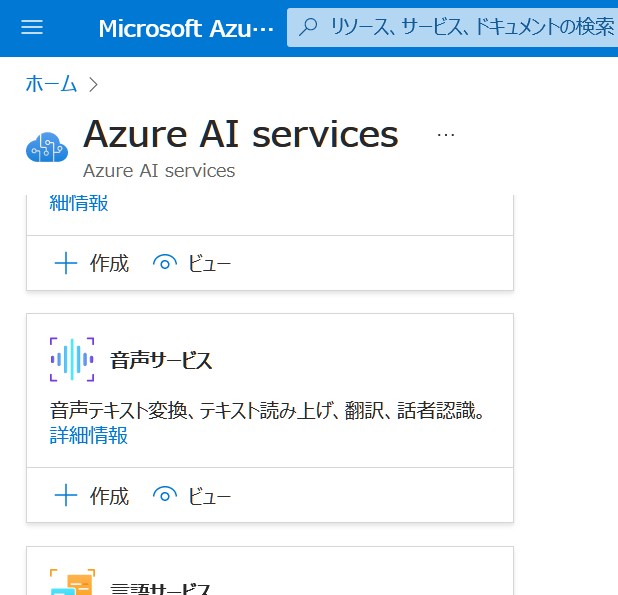 Microsoft Azu…
リソース、サービス、ドキュメントの検索
ホーム
Azure AI services
Azure AI services
細情報
作成 ビュー
音声サービス
音声テキスト変換、テキスト読み上げ、翻訳、話者認識。
詳細情報
作成 ビュー
言語サービス